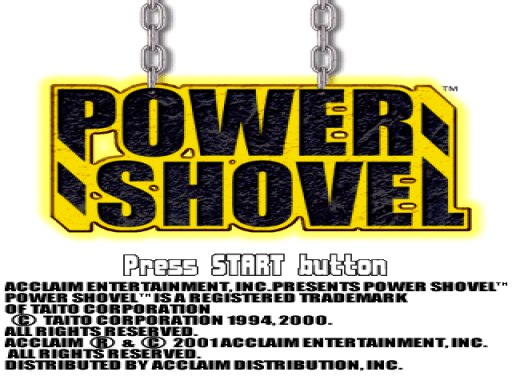 POWER™
SHOVEL
Press START button
ACCLAIM ENTERTAINMENT, INC.PRESENTS POWER SHOVEL™
POWER SHOVEL™ IS A REGISTERED TRADEMARK
OF TAITO CORPORATION
© TAITO CORPORATION 1994, 2000.
ALL RIGHTS RESERVED.
ACCLAIM ® & © 2001 ACCLAIM ENTERTAINMENT, INC.
ALL RIGHTS RESERVED.
DISTRIBUTED BY ACCLAIM DISTRIBUTION, INC.